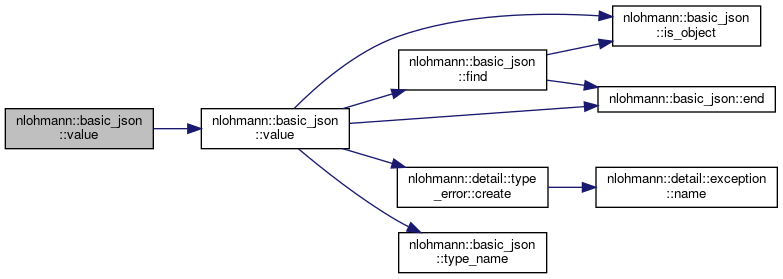 nlohmann::basic_json
::value
nlohmann::basic_json
::value
nlohmann::basic_json
::is_object
nlohmann::basic_json
::find
nlohmann::basic_json::end
nlohmann::detail::type
_error::create
nlohmann::detail::exception
::name
nlohmann::basic_json
::type_name